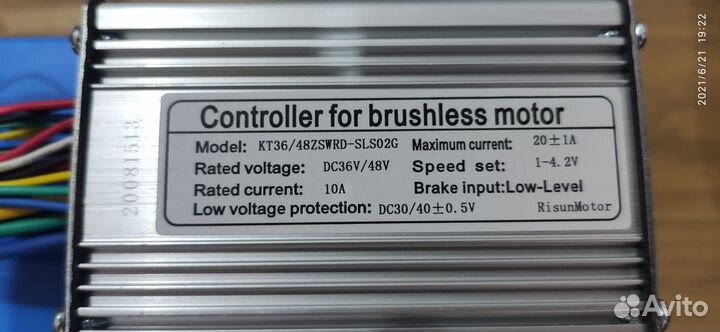 2021/6/21 19:22
20081513
Controller for brushless motor
Model: KT36/48ZSWRD-SLS02G Maximum current: 20±1A
Rated voltage: DC36V/48V Speed set: 1-4.2V
Rated current: 10A Brake input:Low-Level
Low voltage protection: DC30/40±0.5V RisunMotor
Avito